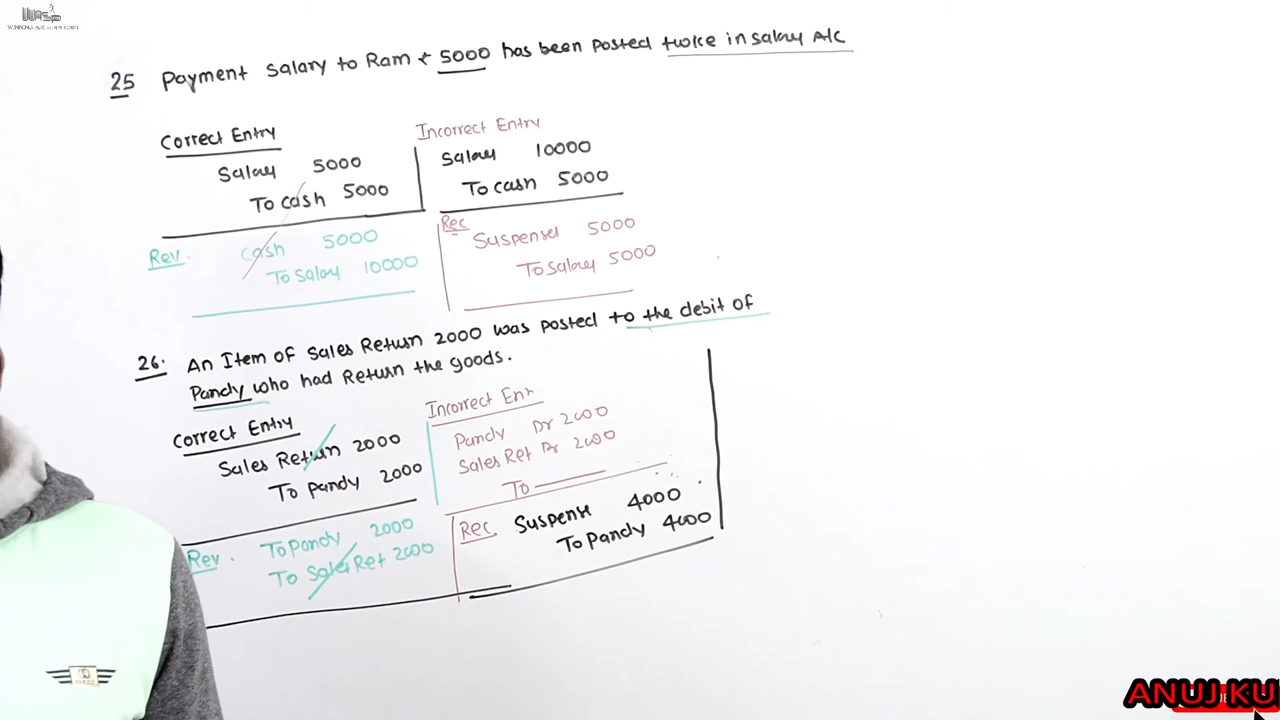 WASP
25 Payment Salary to Ram ₹ 5000 has been Posted twice in salary A/c
Correct Entry
Salary 5000
To cash 5000
Incorrect Entry
Salary 10000
To cash 5000
Rev. Cash 5000
To Salary 10000
Rec
Suspense 5000
To Salary 5000
26. An Item of Sales Return 2000 was posted to the debit of
Pandy who had Return the goods.
Correct Entry
Sales Return 2000
To Pandy 2000
Incorrect Ent
Pandy Dr 2000
Sales Ret Dr 2000
To
Rev. To Pandy 2000
To Sales Ret 2000
Rec Suspense 4000
To Pandy 4000
ANUJ KU